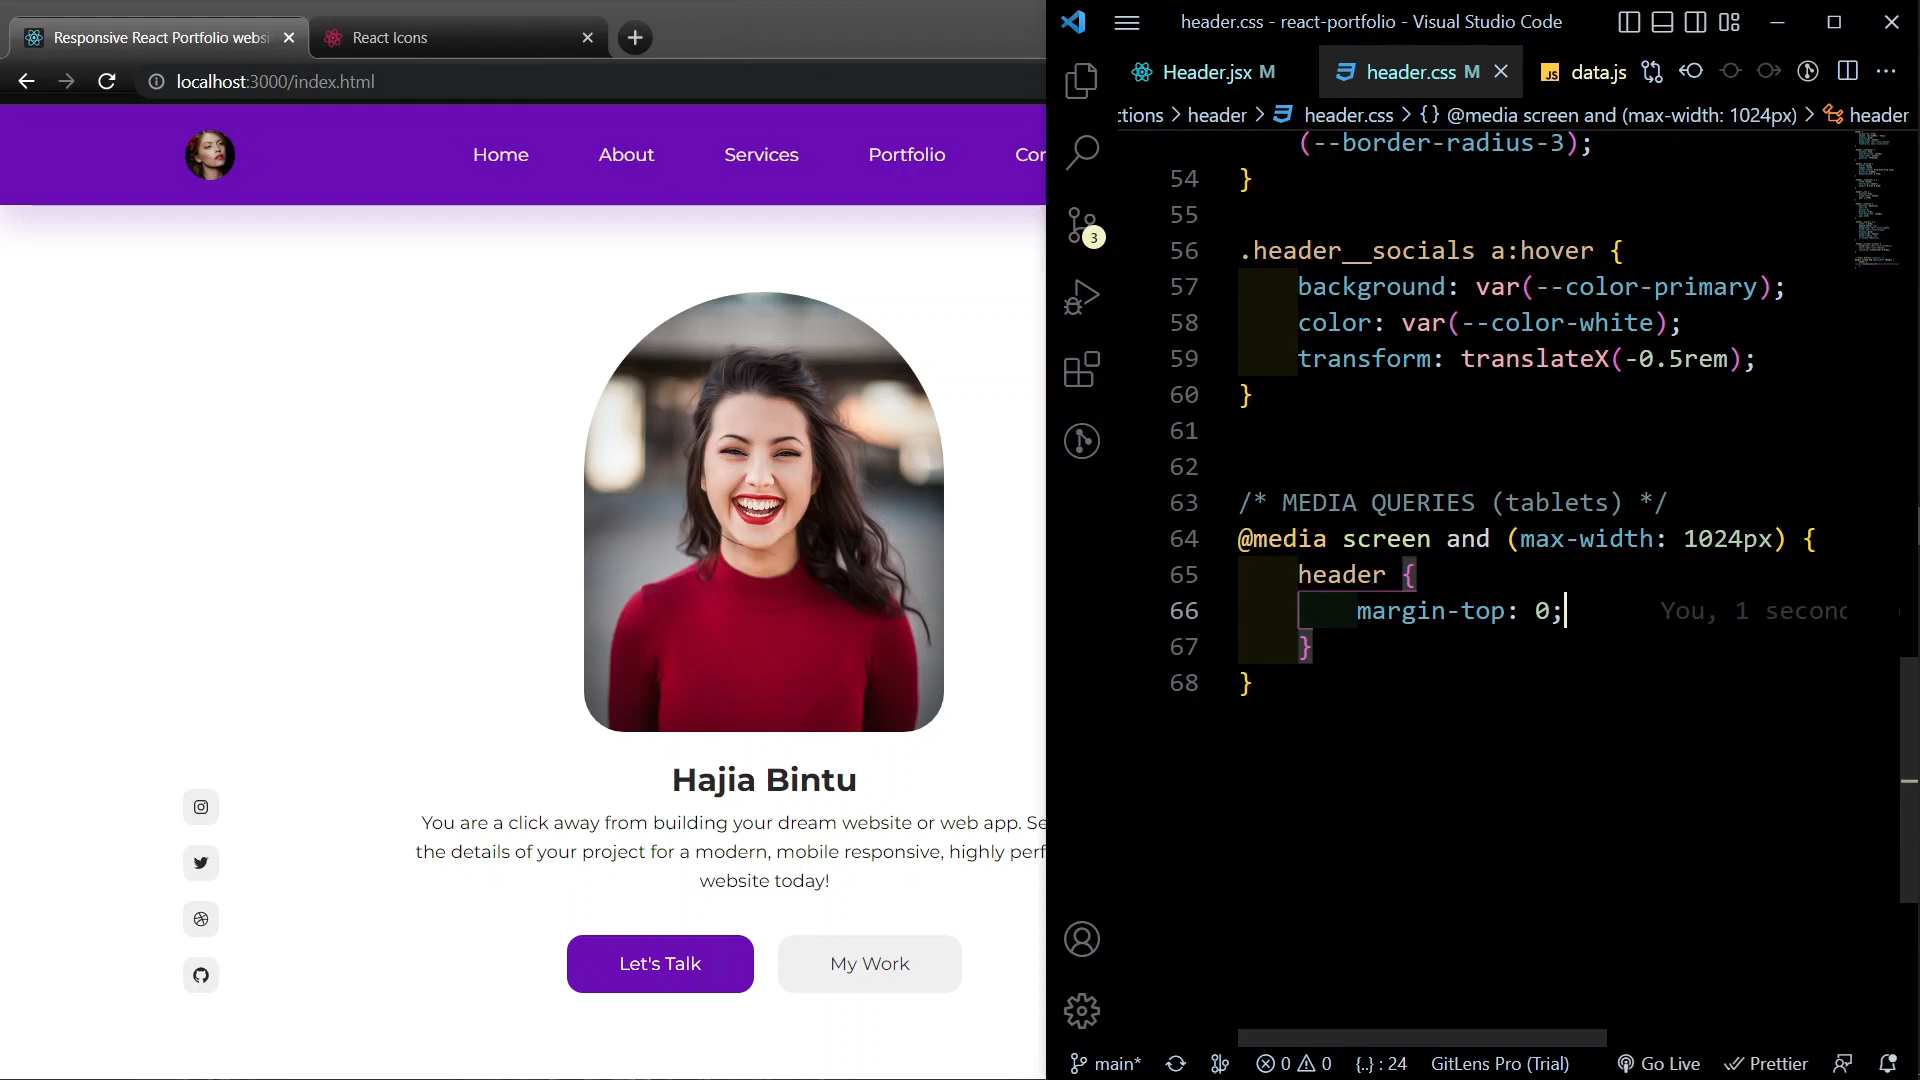 Responsive React Portfolio websi
React Icons
localhost:3000/index.html
Home About Services Portfolio Con
Hajia Bintu
You are a click away from building your dream website or web app. Se
the details of your project for a modern, mobile responsive, highly perf
website today!
Let's Talk My Work
header.css - react-portfolio - Visual Studio Code
Header.jsx M header.css M JS data.js
ctions > header > header.css > {} @media screen and (max-width: 1024px) > header
3
(--border-radius-3);
54 }
55
56 .header__socials a:hover {
57 background: var(--color-primary);
58 color: var(--color-white);
59 transform: translateX(-0.5rem);
60 }
61
62
63 /* MEDIA QUERIES (tablets) */
64 @media screen and (max-width: 1024px) {
65 header {
66 margin-top: 0; You, 1 second
67 }
68 }
main* 0 0 {..} : 24 GitLens Pro (Trial) Go Live Prettier